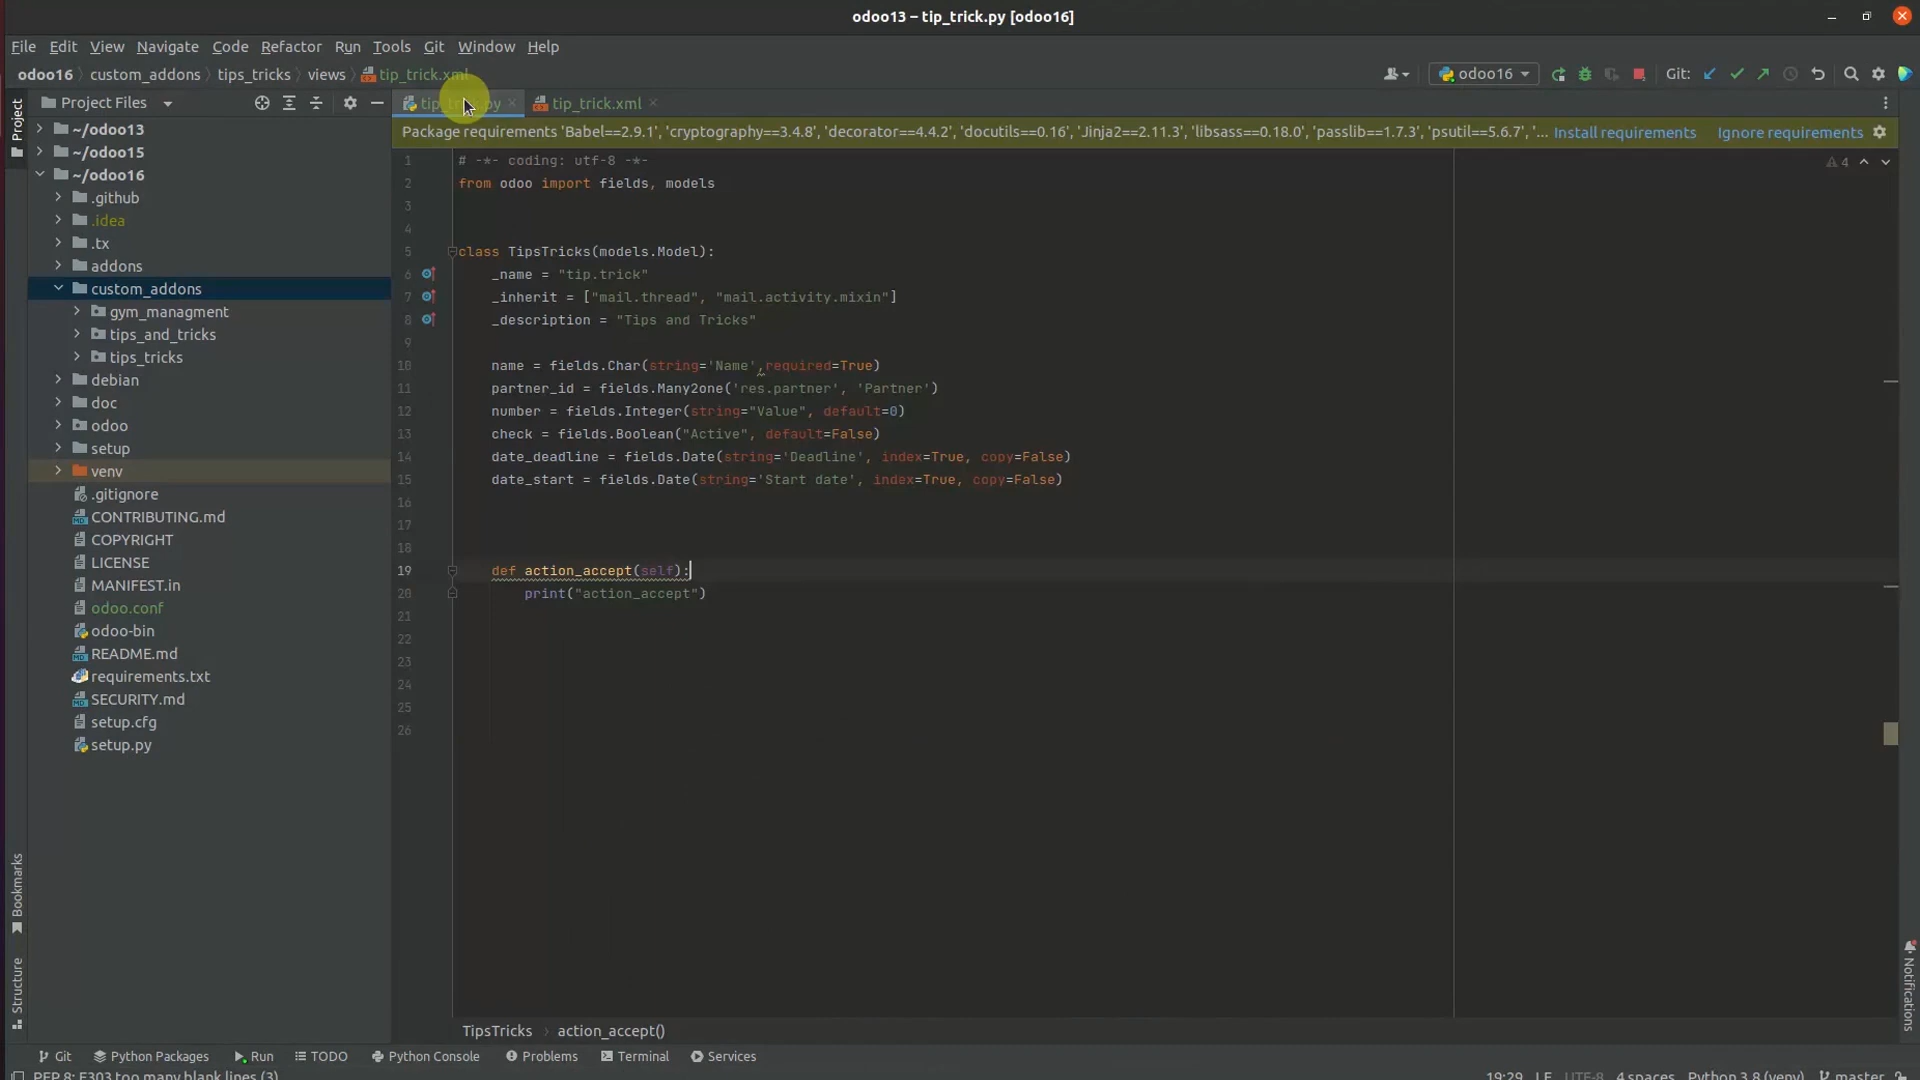 odoo13 – tip_trick.py [odoo16]
File Edit View Navigate Code Refactor Run Tools Git Window Help
odoo16 custom_addons tips_tricks views tip_trick.xml
odoo16 Git:
Project
Project Files
tip_trick.py tip_trick.xml
Package requirements 'Babel==2.9.1', 'cryptography==3.4.8', 'decorator==4.4.2', 'docutils==0.16', 'Jinja2==2.11.3', 'libsass==0.18.0', 'passlib==1.7.3', 'psutil==5.6.7', '... Install requirements Ignore requirements
~/odoo13
~/odoo15
~/odoo16
.github
.idea
.tx
addons
custom_addons
gym_managment
tips_and_tricks
tips_tricks
debian
doc
odoo
setup
venv
.gitignore
CONTRIBUTING.md
COPYRIGHT
LICENSE
MANIFEST.in
odoo.conf
odoo-bin
README.md
requirements.txt
SECURITY.md
setup.cfg
setup.py
4
1 # -*- coding: utf-8 -*-
2 from odoo import fields, models
3
4
5 class TipsTricks(models.Model):
6 _name = "tip.trick"
7 _inherit = ["mail.thread", "mail.activity.mixin"]
8 _description = "Tips and Tricks"
9
10 name = fields.Char(string='Name',required=True)
11 partner_id = fields.Many2one('res.partner', 'Partner')
12 number = fields.Integer(string="Value", default=0)
13 check = fields.Boolean("Active", default=False)
14 date_deadline = fields.Date(string='Deadline', index=True, copy=False)
15 date_start = fields.Date(string='Start date', index=True, copy=False)
16
17
18
19 def action_accept(self):
20 print("action_accept")
21
22
23
24
25
26
Bookmarks
Structure
Notifications
TipsTricks action_accept()
Git Python Packages Run TODO Python Console Problems Terminal Services
PEP 8: E303 too many blank lines (3)
19:29 LF UTF-8 4 spaces Python 3.8 (venv) master